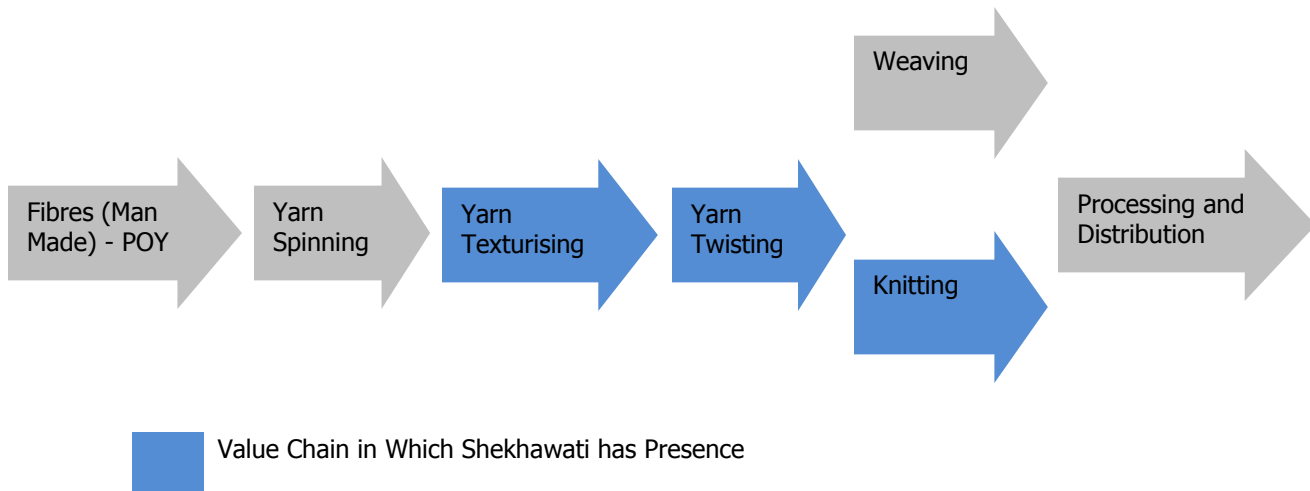 Fibres (Man
Made) - POY
Yarn
Spinning
Yarn
Texturising
Yarn
Twisting
Weaving
Knitting
Processing and
Distribution
Value Chain in Which Shekhawati has Presence